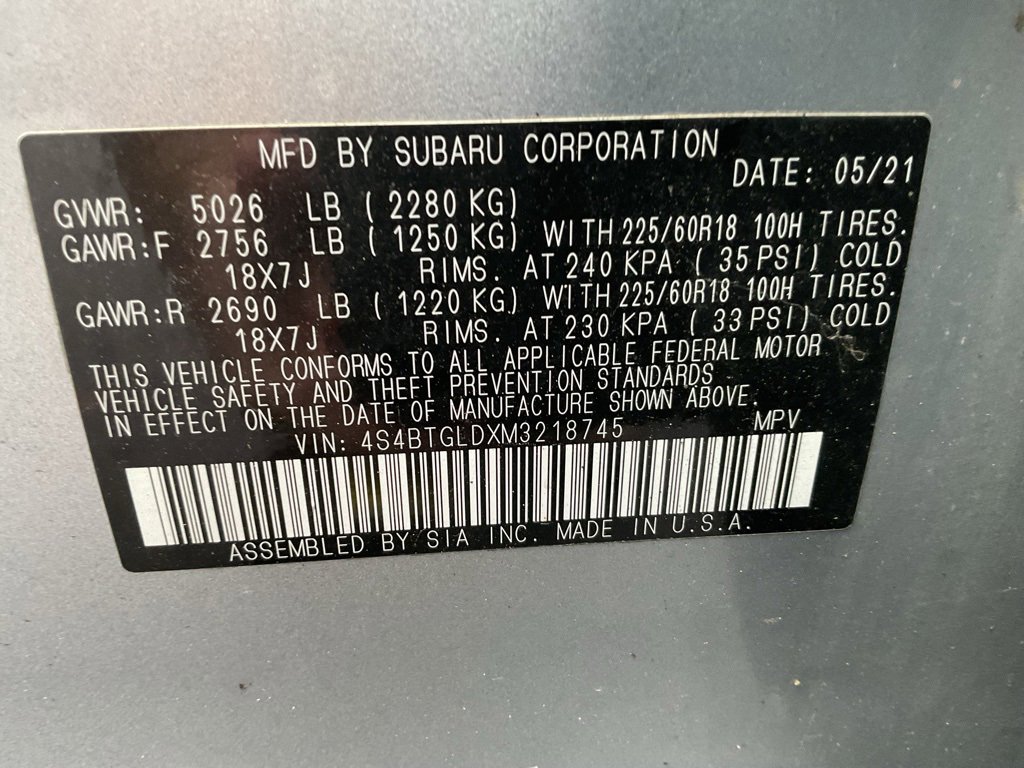 MFD BY SUBARU CORPORATION DATE: 05/21
GVWR: 5026 LB ( 2280 KG)
GAWR:F 2756 LB ( 1250 KG) WITH 225/60R18 100H TIRES.
18X7J RIMS. AT 240 KPA ( 35 PSI) COLD
GAWR:R 2690 LB ( 1220 KG) WITH 225/60R18 100H TIRES.
18X7J RIMS. AT 230 KPA ( 33 PSI) COLD
THIS VEHICLE CONFORMS TO ALL APPLICABLE FEDERAL MOTOR
VEHICLE SAFETY AND THEFT PREVENTION STANDARDS
IN EFFECT ON THE DATE OF MANUFACTURE SHOWN ABOVE.
VIN: 4S4BTGLDXM3218745 MPV
ASSEMBLED BY SIA INC. MADE IN U.S.A.